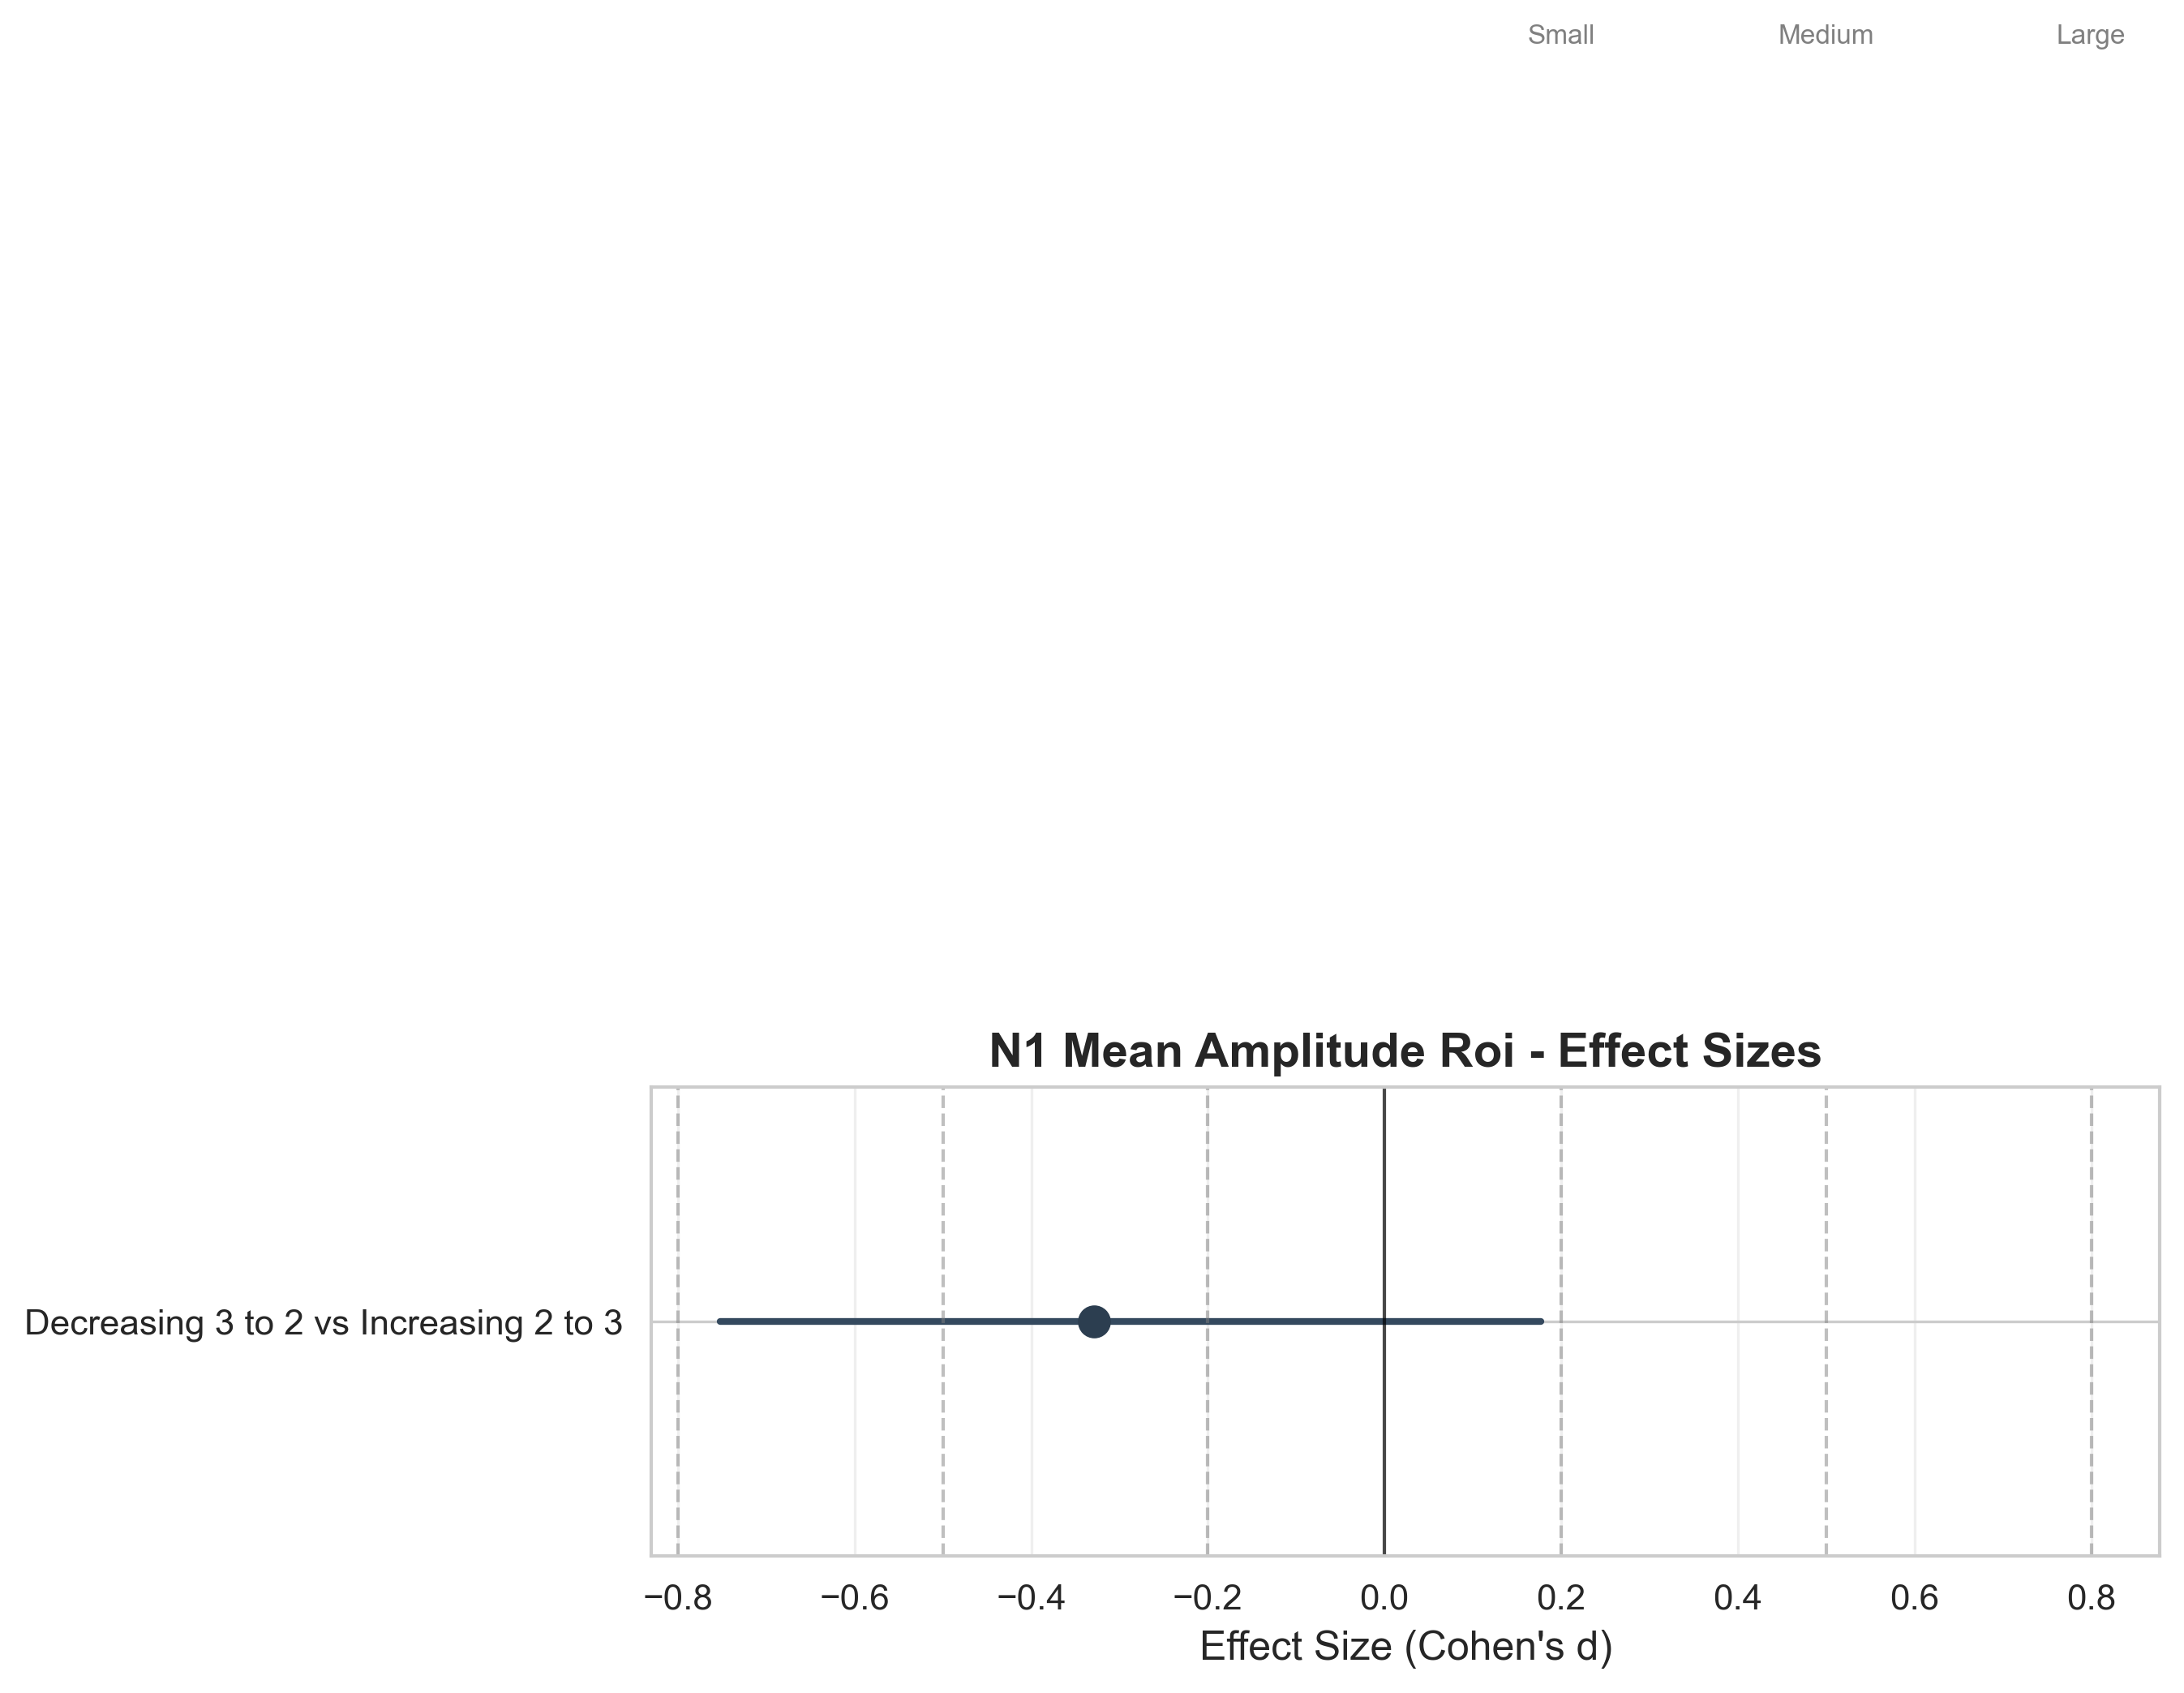 Small Medium Large
N1 Mean Amplitude Roi - Effect Sizes
Decreasing 3 to 2 vs Increasing 2 to 3
−0.8 −0.6 −0.4 −0.2 0.0 0.2 0.4 0.6 0.8
Effect Size (Cohen's d)